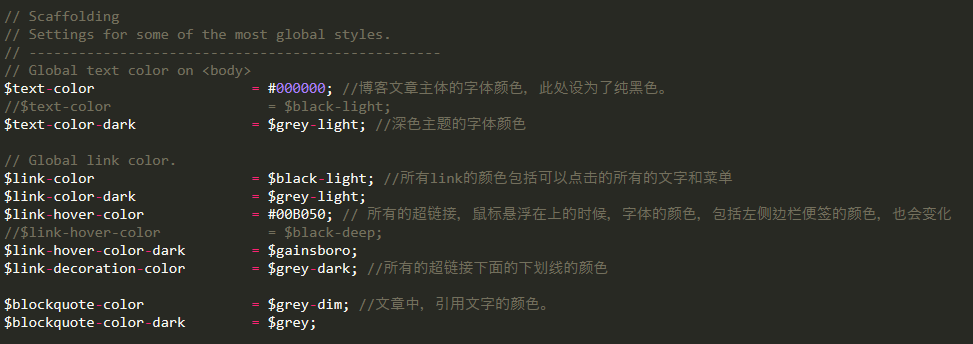 // Scaffolding
// Settings for some of the most global styles.
// --------------------------------------------------
// Global text color on <body>
$text-color = #000000; //博客文章主体的字体颜色，此处设为了纯黑色。
//$text-color = $black-light;
$text-color-dark = $grey-light; //深色主题的字体颜色
// Global link color.
$link-color = $black-light; //所有link的颜色包括可以点击的所有的文字和菜单
$link-color-dark = $grey-light;
$link-hover-color = #00B050; // 所有的超链接，鼠标悬浮在上的时候，字体的颜色，包括左侧边栏便签的颜色，也会变化
//$link-hover-color = $black-deep;
$link-hover-color-dark = $gainsboro;
$link-decoration-color = $grey-dark; //所有的超链接下面的下划线的颜色
$blockquote-color = $grey-dim; //文章中，引用文字的颜色。
$blockquote-color-dark = $grey;